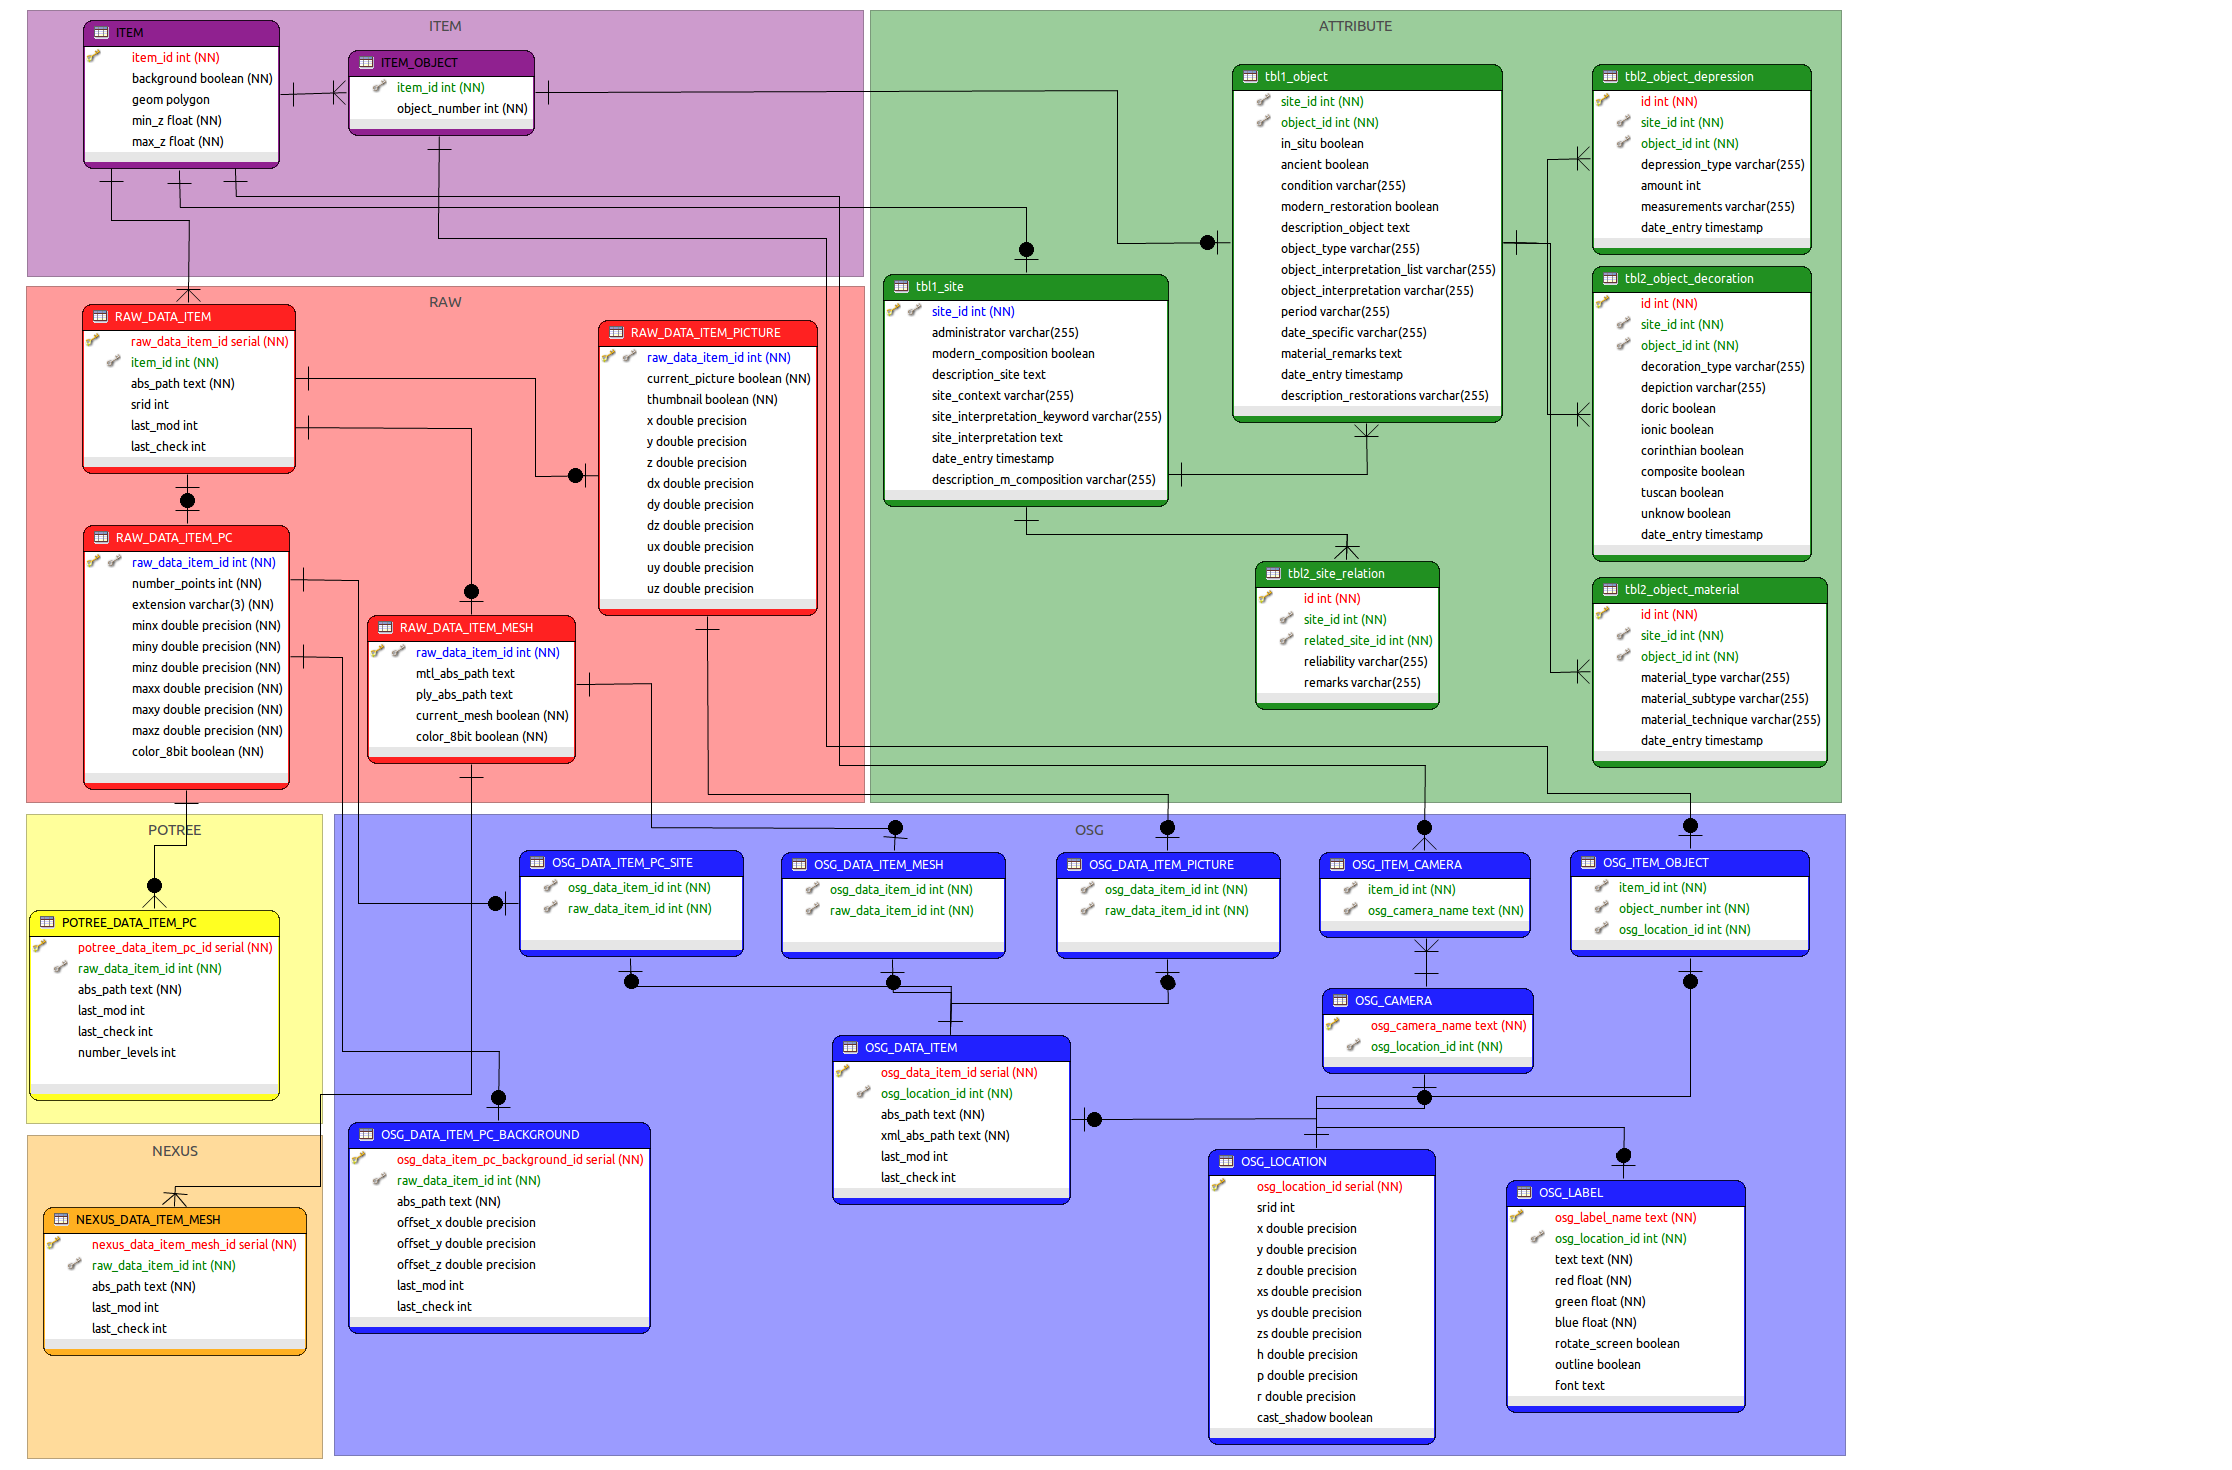 ITEM
ITEM
item_id int (NN)
background boolean (NN)
geom polygon
min_z float (NN)
max_z float (NN)
ITEM_OBJECT
item_id int (NN)
object_number int (NN)
ATTRIBUTE
tbl1_object
site_id int (NN)
object_id int (NN)
in_situ boolean
ancient boolean
condition varchar(255)
modern_restoration boolean
description_object text
object_type varchar(255)
object_interpretation_list varchar(255)
object_interpretation varchar(255)
period varchar(255)
date_specific varchar(255)
material_remarks text
date_entry timestamp
description_restorations varchar(255)
tbl2_object_depression
id int (NN)
site_id int (NN)
object_id int (NN)
depression_type varchar(255)
amount int
measurements varchar(255)
date_entry timestamp
tbl2_object_decoration
id int (NN)
site_id int (NN)
object_id int (NN)
decoration_type varchar(255)
depiction varchar(255)
doric boolean
ionic boolean
corinthian boolean
composite boolean
tuscan boolean
unknow boolean
date_entry timestamp
tbl1_site
site_id int (NN)
administrator varchar(255)
modern_composition boolean
description_site text
site_context varchar(255)
site_interpretation_keyword varchar(255)
site_interpretation text
date_entry timestamp
description_m_composition varchar(255)
tbl2_site_relation
id int (NN)
site_id int (NN)
related_site_id int (NN)
reliability varchar(255)
remarks varchar(255)
tbl2_object_material
id int (NN)
site_id int (NN)
object_id int (NN)
material_type varchar(255)
material_subtype varchar(255)
material_technique varchar(255)
date_entry timestamp
RAW
RAW_DATA_ITEM
raw_data_item_id serial (NN)
item_id int (NN)
abs_path text (NN)
srid int
last_mod int
last_check int
RAW_DATA_ITEM_PICTURE
raw_data_item_id int (NN)
current_picture boolean (NN)
thumbnail boolean (NN)
x double precision
y double precision
z double precision
dx double precision
dy double precision
dz double precision
ux double precision
uy double precision
uz double precision
RAW_DATA_ITEM_PC
raw_data_item_id int (NN)
number_points int (NN)
extension varchar(3) (NN)
minx double precision (NN)
miny double precision (NN)
minz double precision (NN)
maxx double precision (NN)
maxy double precision (NN)
maxz double precision (NN)
color_8bit boolean (NN)
RAW_DATA_ITEM_MESH
raw_data_item_id int (NN)
mtl_abs_path text
ply_abs_path text
current_mesh boolean (NN)
color_8bit boolean (NN)
POTREE
POTREE_DATA_ITEM_PC
potree_data_item_pc_id serial (NN)
raw_data_item_id int (NN)
abs_path text (NN)
last_mod int
last_check int
number_levels int
NEXUS
NEXUS_DATA_ITEM_MESH
nexus_data_item_mesh_id serial (NN)
raw_data_item_id int (NN)
abs_path text (NN)
last_mod int
last_check int
OSG
OSG_DATA_ITEM_PC_SITE
osg_data_item_id int (NN)
raw_data_item_id int (NN)
OSG_DATA_ITEM_MESH
osg_data_item_id int (NN)
raw_data_item_id int (NN)
OSG_DATA_ITEM_PICTURE
osg_data_item_id int (NN)
raw_data_item_id int (NN)
OSG_ITEM_CAMERA
item_id int (NN)
osg_camera_name text (NN)
OSG_ITEM_OBJECT
item_id int (NN)
object_number int (NN)
osg_location_id int (NN)
OSG_CAMERA
osg_camera_name text (NN)
osg_location_id int (NN)
OSG_DATA_ITEM
osg_data_item_id serial (NN)
osg_location_id int (NN)
abs_path text (NN)
xml_abs_path text (NN)
last_mod int
last_check int
OSG_DATA_ITEM_PC_BACKGROUND
osg_data_item_pc_background_id serial (NN)
raw_data_item_id int (NN)
abs_path text (NN)
offset_x double precision
offset_y double precision
offset_z double precision
last_mod int
last_check int
OSG_LOCATION
osg_location_id serial (NN)
srid int
x double precision
y double precision
z double precision
xs double precision
ys double precision
zs double precision
h double precision
p double precision
r double precision
cast_shadow boolean
OSG_LABEL
osg_label_name text (NN)
osg_location_id int (NN)
text text (NN)
red float (NN)
green float (NN)
blue float (NN)
rotate_screen boolean
outline boolean
font text